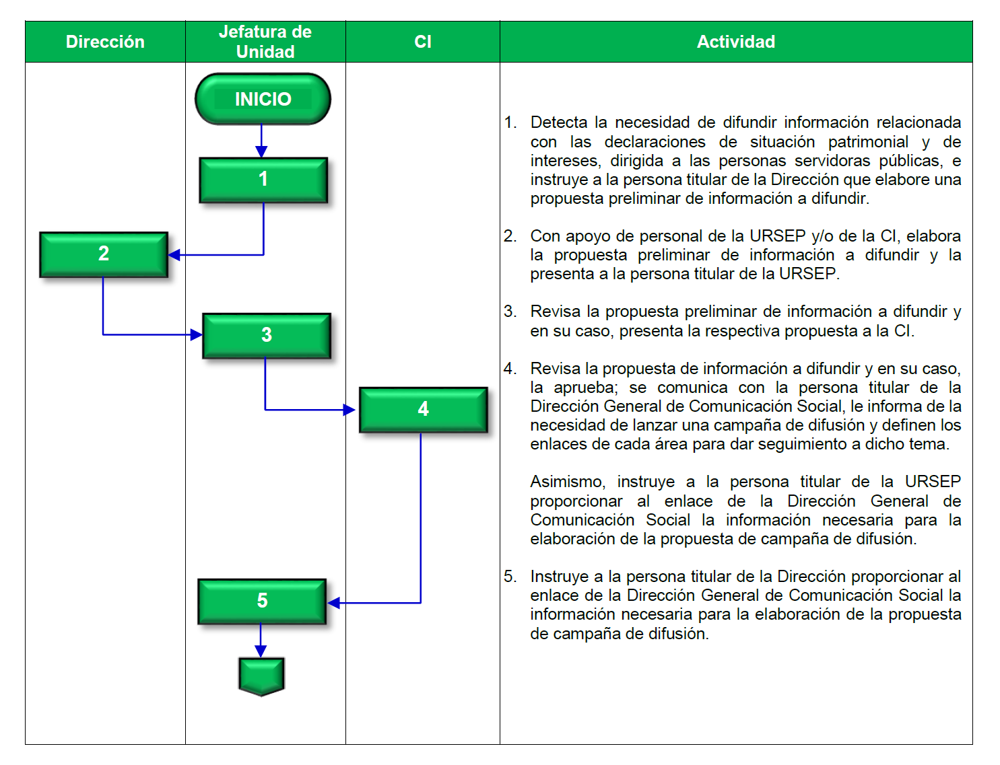 Dirección
Jefatura de
Unidad
CI
Actividad
INICIO
1
2
3
4
5
1. Detecta la necesidad de difundir información relacionada
con las declaraciones de situación patrimonial y de
intereses, dirigida a las personas servidoras públicas, e
instruye a la persona titular de la Dirección que elabore una
propuesta preliminar de información a difundir.
2. Con apoyo de personal de la URSEP y/o de la CI, elabora
la propuesta preliminar de información a difundir y la
presenta a la persona titular de la URSEP.
3. Revisa la propuesta preliminar de información a difundir y
en su caso, presenta la respectiva propuesta a la CI.
4. Revisa la propuesta de información a difundir y en su caso,
la aprueba; se comunica con la persona titular de la
Dirección General de Comunicación Social, le informa de la
necesidad de lanzar una campaña de difusión y definen los
enlaces de cada área para dar seguimiento a dicho tema.
Asimismo, instruye a la persona titular de la URSEP
proporcionar al enlace de la Dirección General de
Comunicación Social la información necesaria para la
elaboración de la propuesta de campaña de difusión.
5. Instruye a la persona titular de la Dirección proporcionar al
enlace de la Dirección General de Comunicación Social la
información necesaria para la elaboración de la propuesta
de campaña de difusión.